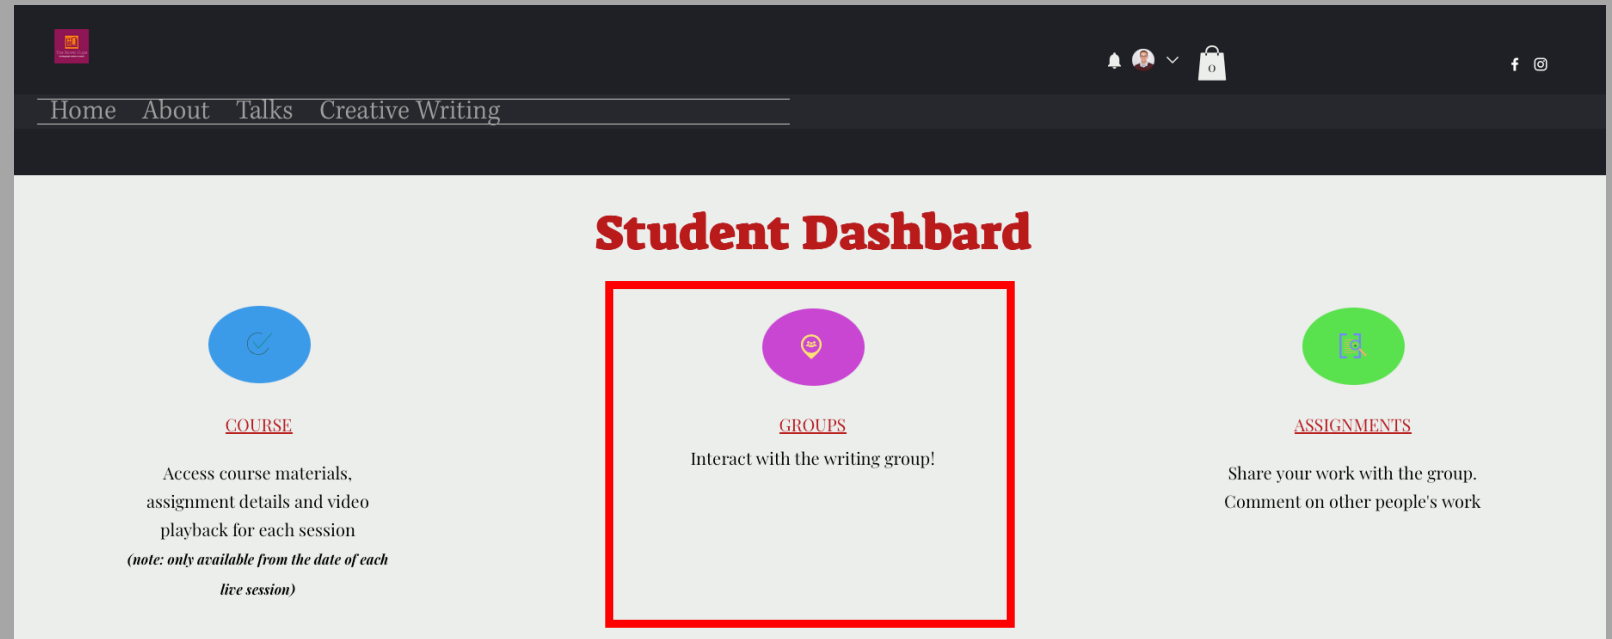 0
Home About Talks Creative Writing
Student Dashbard
COURSE
Access course materials,
assignment details and video
playback for each session
(note: only available from the date of each
live session)
GROUPS
Interact with the writing group!
ASSIGNMENTS
Share your work with the group.
Comment on other people's work